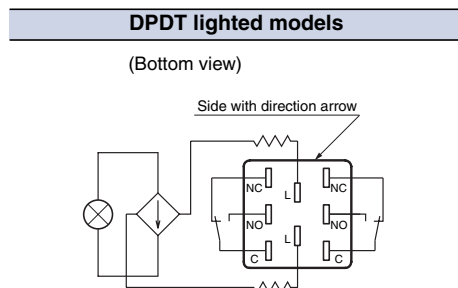 DPDT lighted models
(Bottom view)
Side with direction arrow
NC L NC
NO NO
L
C C